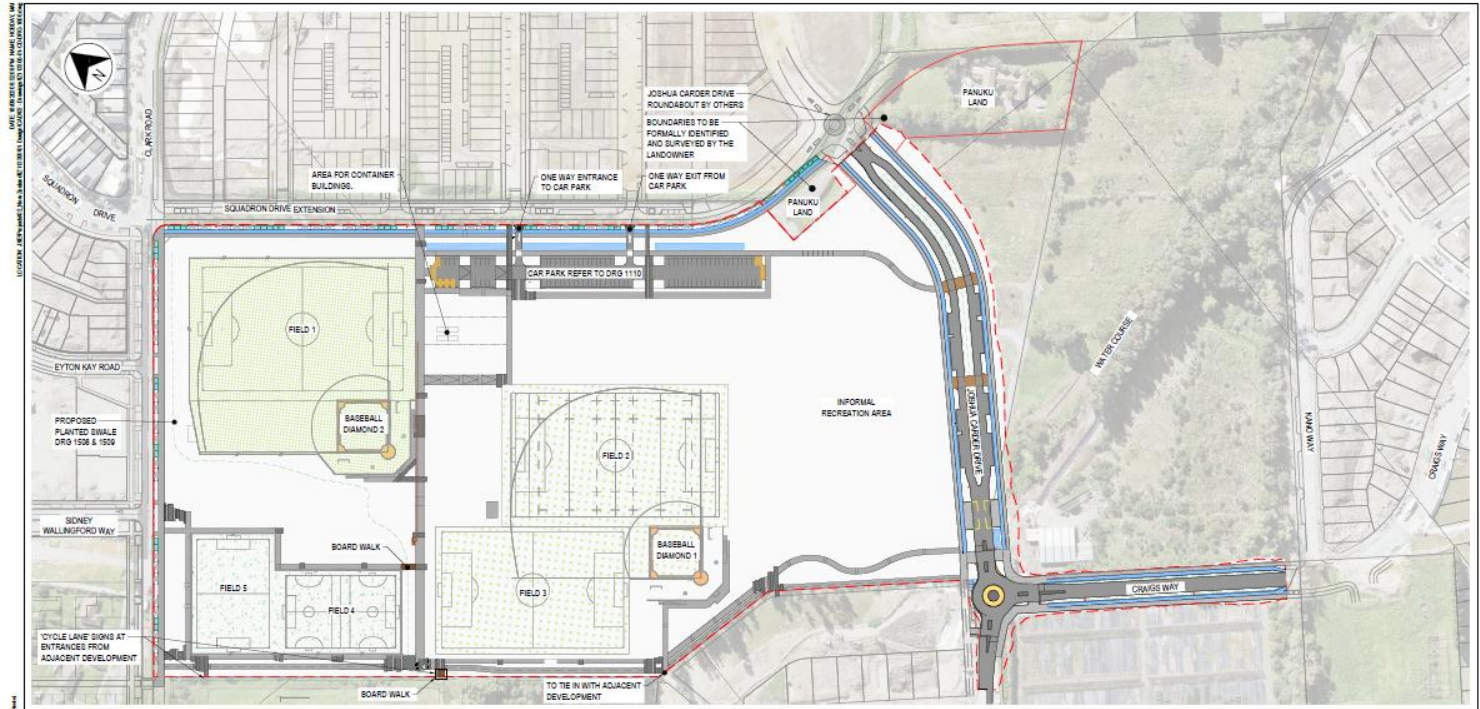 N
CLARK ROAD
SQUADRON DRIVE
SQUADRON DRIVE EXTENSION
AREA FOR CONTAINER
BUILDINGS.
ONE WAY ENTRANCE
TO CAR PARK
JOSHUA CARDER DRIVE
ROUNDABOUT BY OTHERS
BOUNDARIES TO BE
FORMALLY IDENTIFIED
AND SURVEYED BY THE
LANDOWNER
ONE WAY EXIT FROM
CAR PARK
PANUKU
LAND
PANUKU
LAND
CAR PARK REFER TO DRG 1110
FIELD 1
EYTON KAY ROAD
BASEBALL
DIAMOND 2
PROPOSED
PLANTED SWALE
DRG 1508 & 1509
INFORMAL
RECREATION AREA
WATER COURSE
JOSHUA CARDER DRIVE
KANO WAY
CRAIGS WAY
FIELD 2
SIDNEY
WALLINGFORD WAY
BOARD WALK
BASEBALL
DIAMOND 1
FIELD 5
FIELD 4
FIELD 3
CRAIGS WAY
'CYCLE LANE' SIGNS AT
ENTRANCES FROM
ADJACENT DEVELOPMENT
BOARD WALK
TO TIE IN WITH ADJACENT
DEVELOPMENT